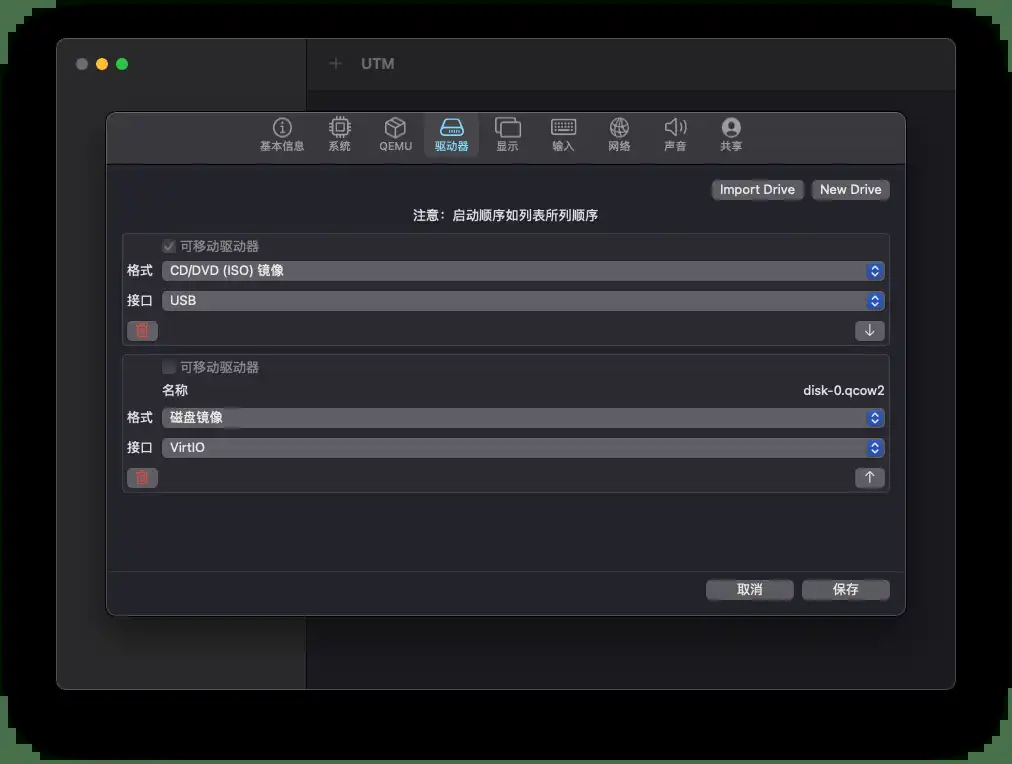 UTM
基本信息 系统 QEMU 驱动器 显示 输入 网络 声音 共享
Import Drive New Drive
注意：启动顺序如列表所列顺序
可移动驱动器
格式 CD/DVD (ISO) 镜像
接口 USB
可移动驱动器
名称 disk-0.qcow2
格式 磁盘镜像
接口 VirtIO
取消 保存